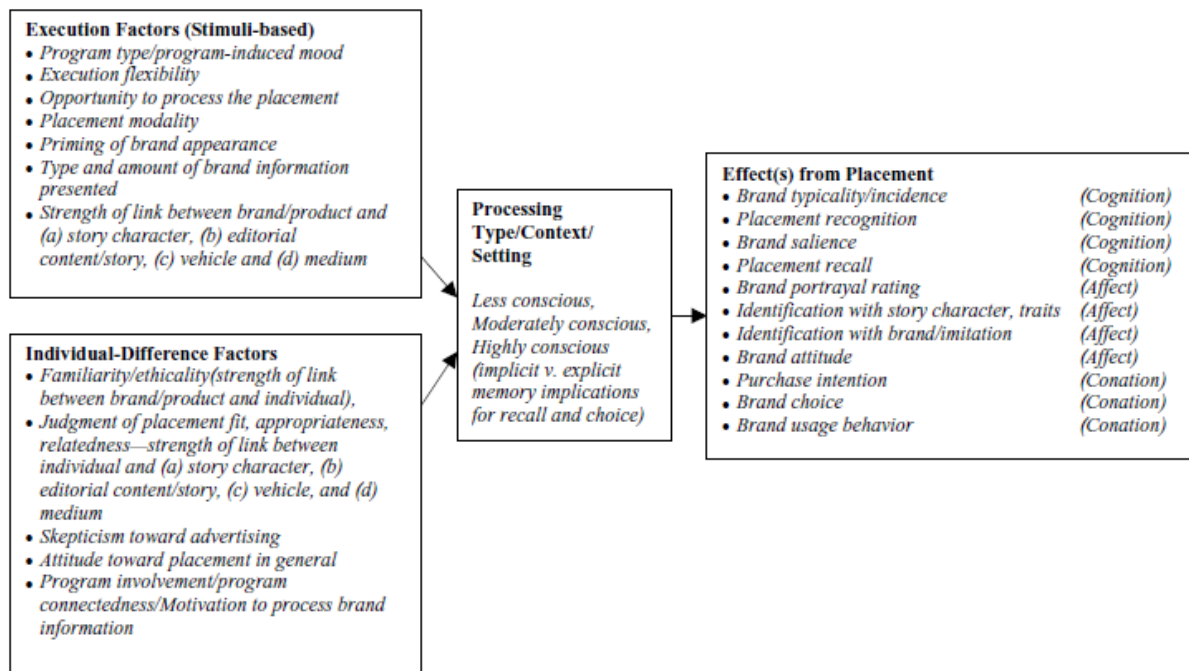 Execution Factors (Stimuli-based)
• Program type/program-induced mood
• Execution flexibility
• Opportunity to process the placement
• Placement modality
• Priming of brand appearance
• Type and amount of brand information
presented
• Strength of link between brand/product and
(a) story character, (b) editorial
content/story, (c) vehicle and (d) medium
Individual-Difference Factors
• Familiarity/ethicality(strength of link
between brand/product and individual),
• Judgment of placement fit, appropriateness,
relatedness—strength of link between
individual and (a) story character, (b)
editorial content/story, (c) vehicle, and (d)
medium
• Skepticism toward advertising
• Attitude toward placement in general
• Program involvement/program
connectedness/Motivation to process brand
information
Processing
Type/Context/
Setting
Less conscious,
Moderately conscious,
Highly conscious
(implicit v. explicit
memory implications
for recall and choice)
Effect(s) from Placement
• Brand typicality/incidence (Cognition)
• Placement recognition (Cognition)
• Brand salience (Cognition)
• Placement recall (Cognition)
• Brand portrayal rating (Affect)
• Identification with story character, traits (Affect)
• Identification with brand/imitation (Affect)
• Brand attitude (Affect)
• Purchase intention (Conation)
• Brand choice (Conation)
• Brand usage behavior (Conation)